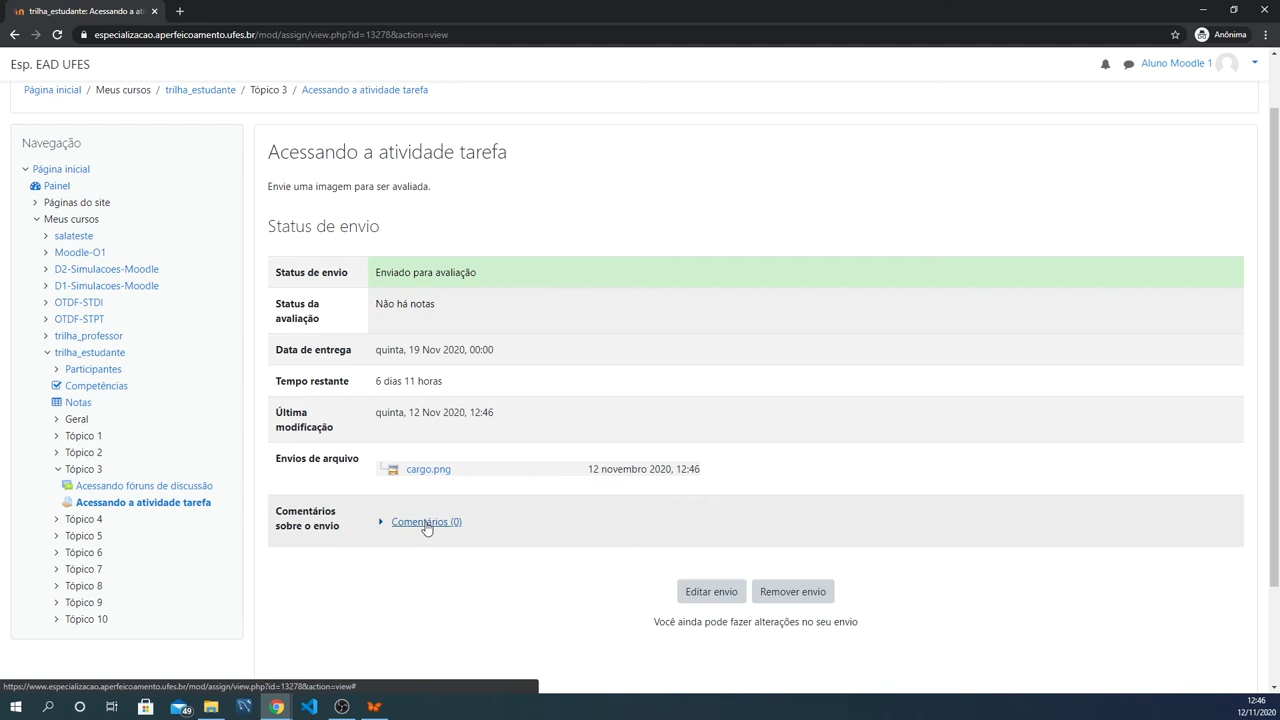 trilha_estudante: Acessando a at
especializacao.aperfeicoamento.ufes.br/mod/assign/view.php?id=13278&action=view
Anônima
Esp. EAD UFES
Aluno Moodle 1
Página inicial / Meus cursos / trilha_estudante / Tópico 3 / Acessando a atividade tarefa
Navegação
Página inicial
Painel
Páginas do site
Meus cursos
salateste
Moodle-O1
D2-Simulacoes-Moodle
D1-Simulacoes-Moodle
OTDF-STDI
OTDF-STPT
trilha_professor
trilha_estudante
Participantes
Competências
Notas
Geral
Tópico 1
Tópico 2
Tópico 3
Acessando fóruns de discussão
Acessando a atividade tarefa
Tópico 4
Tópico 5
Tópico 6
Tópico 7
Tópico 8
Tópico 9
Tópico 10
Acessando a atividade tarefa
Envie uma imagem para ser avaliada.
Status de envio
Status de envio Enviado para avaliação
Status da avaliação Não há notas
Data de entrega quinta, 19 Nov 2020, 00:00
Tempo restante 6 dias 11 horas
Última modificação quinta, 12 Nov 2020, 12:46
Envios de arquivo cargo.png 12 novembro 2020, 12:46
Comentários sobre o envio Comentários (0)
Editar envio Remover envio
Você ainda pode fazer alterações no seu envio
https://www.especializacao.aperfeicoamento.ufes.br/mod/assign/view.php?id=13278&action=view#
49
12:46
12/11/2020